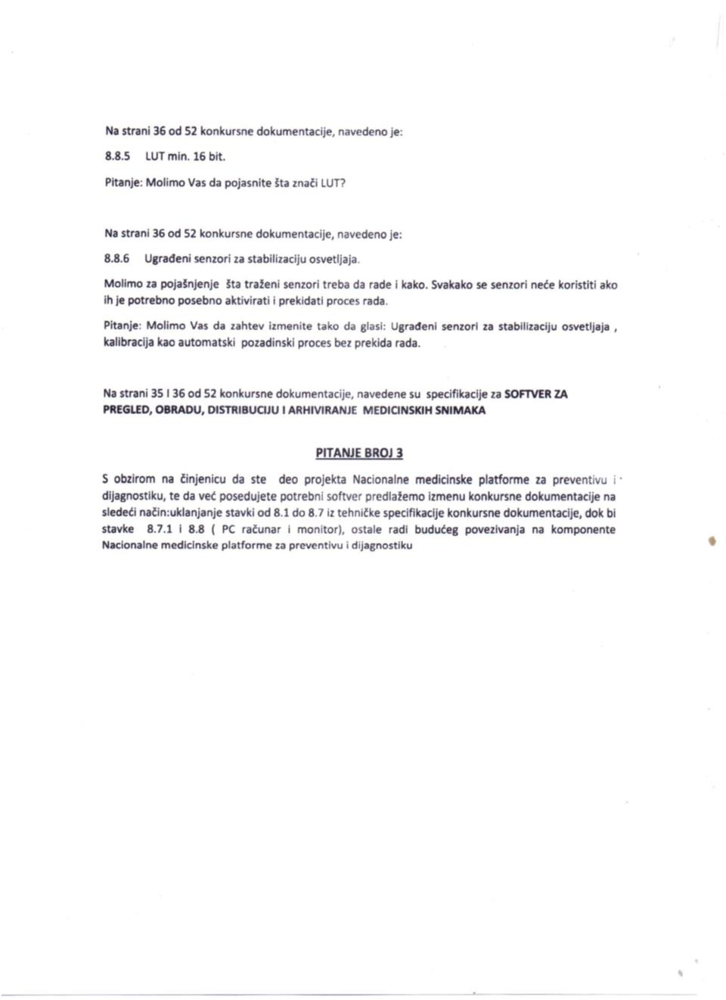 Na strani 36 od 52 konkursne dokumentacije, navedeno je:
8.8.5 LUT min. 16 bit.
Pitanje: Molimo Vas da pojasnite šta znači LUT?
Na strani 36 od 52 konkursne dokumentacije, navedeno je:
8.8.6 Ugrađeni senzori za stabilizaciju osvetljaja.
Molimo za pojašnjenje šta traženi senzori treba da rade i kako. Svakako se senzori neće koristiti ako
ih je potrebno posebno aktivirati i prekidati proces rada.
Pitanje: Molimo Vas da zahtev izmenite tako da glasi: Ugrađeni senzori za stabilizaciju osvetljaja ,
kalibracija kao automatski pozadinski proces bez prekida rada.
Na strani 35 I 36 od 52 konkursne dokumentacije, navedene su specifikacije za SOFTVER ZA
PREGLED, OBRADU, DISTRIBUCIJU I ARHIVIRANJE MEDICINSKIH SNIMAKA
PITANJE BROJ 3
S obzirom na činjenicu da ste deo projekta Nacionalne medicinske platforme za preventivu i
dijagnostiku, te da već posedujete potrebni softver predlažemo izmenu konkursne dokumentacije na
sledeći način:uklanjanje stavki od 8.1 do 8.7 iz tehničke specifikacije konkursne dokumentacije, dok bi
stavke 8.7.1 i 8.8 ( PC računar i monitor), ostale radi budućeg povezivanja na komponente
Nacionalne medicinske platforme za preventivu i dijagnostiku